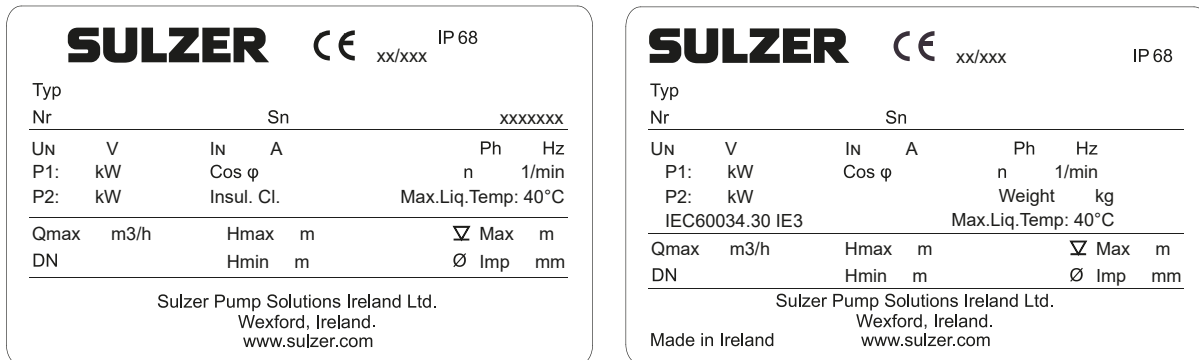 SULZER CE xx/xxx IP 68
Typ
Nr Sn xxxxxxx
UN V IN A Ph Hz
P1: kW Cos φ n 1/min
P2: kW Insul. Cl. Max.Liq.Temp: 40°C
Qmax m3/h Hmax m Max m
DN Hmin m Ø Imp mm
Sulzer Pump Solutions Ireland Ltd.
Wexford, Ireland.
www.sulzer.com
SULZER CE xx/xxx IP 68
Typ
Nr Sn
UN V IN A Ph Hz
P1: kW Cos φ n 1/min
P2: kW Weight kg
IEC60034.30 IE3 Max.Liq.Temp: 40°C
Qmax m3/h Hmax m Max m
DN Hmin m Ø Imp mm
Sulzer Pump Solutions Ireland Ltd.
Wexford, Ireland.
Made in Ireland www.sulzer.com